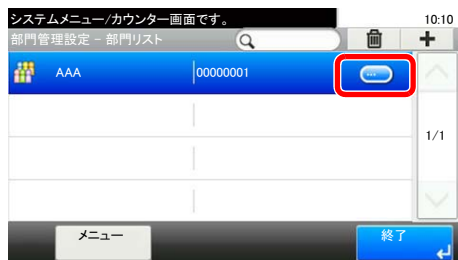 システムメニュー/カウンター画面です。
10:10
部門管理設定 - 部門リスト
AAA
00000001
1/1
メニュー
終了